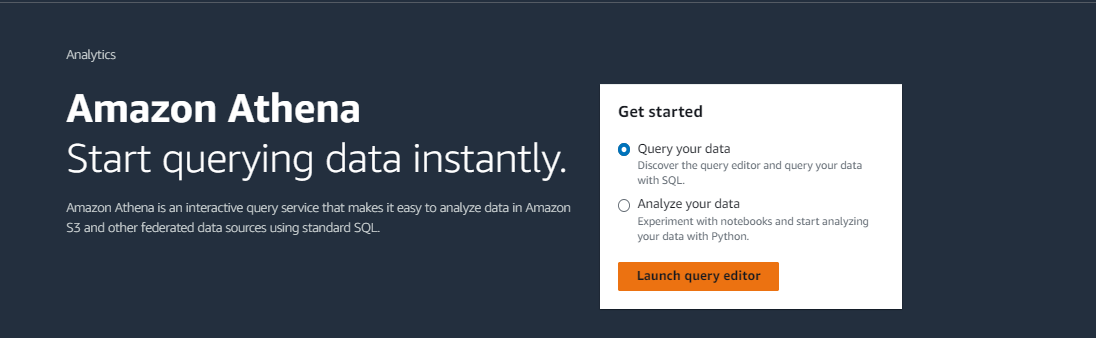 Analytics
Amazon Athena
Start querying data instantly.
Amazon Athena is an interactive query service that makes it easy to analyze data in Amazon
S3 and other federated data sources using standard SQL.
Get started
Query your data
Discover the query editor and query your data
with SQL.
Analyze your data
Experiment with notebooks and start analyzing
your data with Python.
Launch query editor